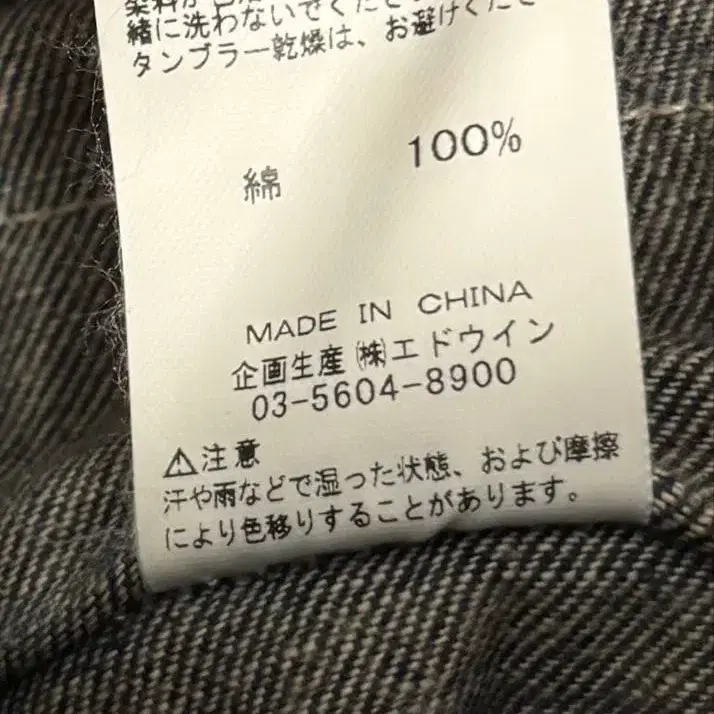 緒に洗わないでください
タンブラー乾燥は、お避けくださ
綿 100%
MADE IN CHINA
企画生産 ㈱エドウイン
03-5604-8900
⚠注意
汗や雨などで湿った状態、および摩擦
により色移りすることがあります。